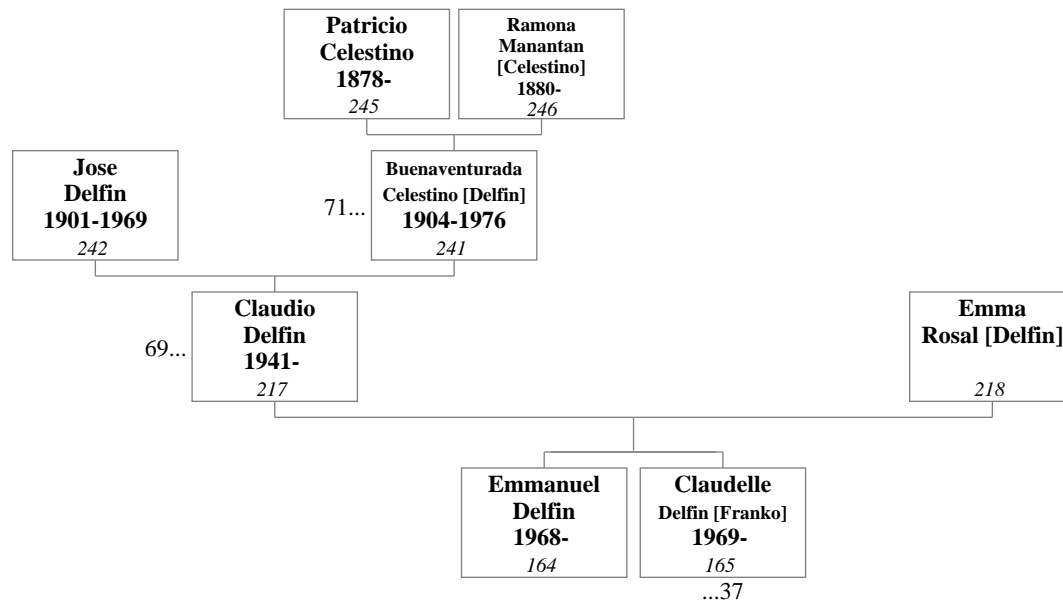 Patricio
Celestino
1878-
245
Ramona
Manantan
[Celestino]
1880-
246
Jose
Delfin
1901-1969
242
71...
Buenaventurada
Celestino [Delfin]
1904-1976
241
69...
Claudio
Delfin
1941-
217
Emma
Rosal [Delfin]
218
Emmanuel
Delfin
1968-
164
Claudelle
Delfin [Franko]
1969-
165
...37